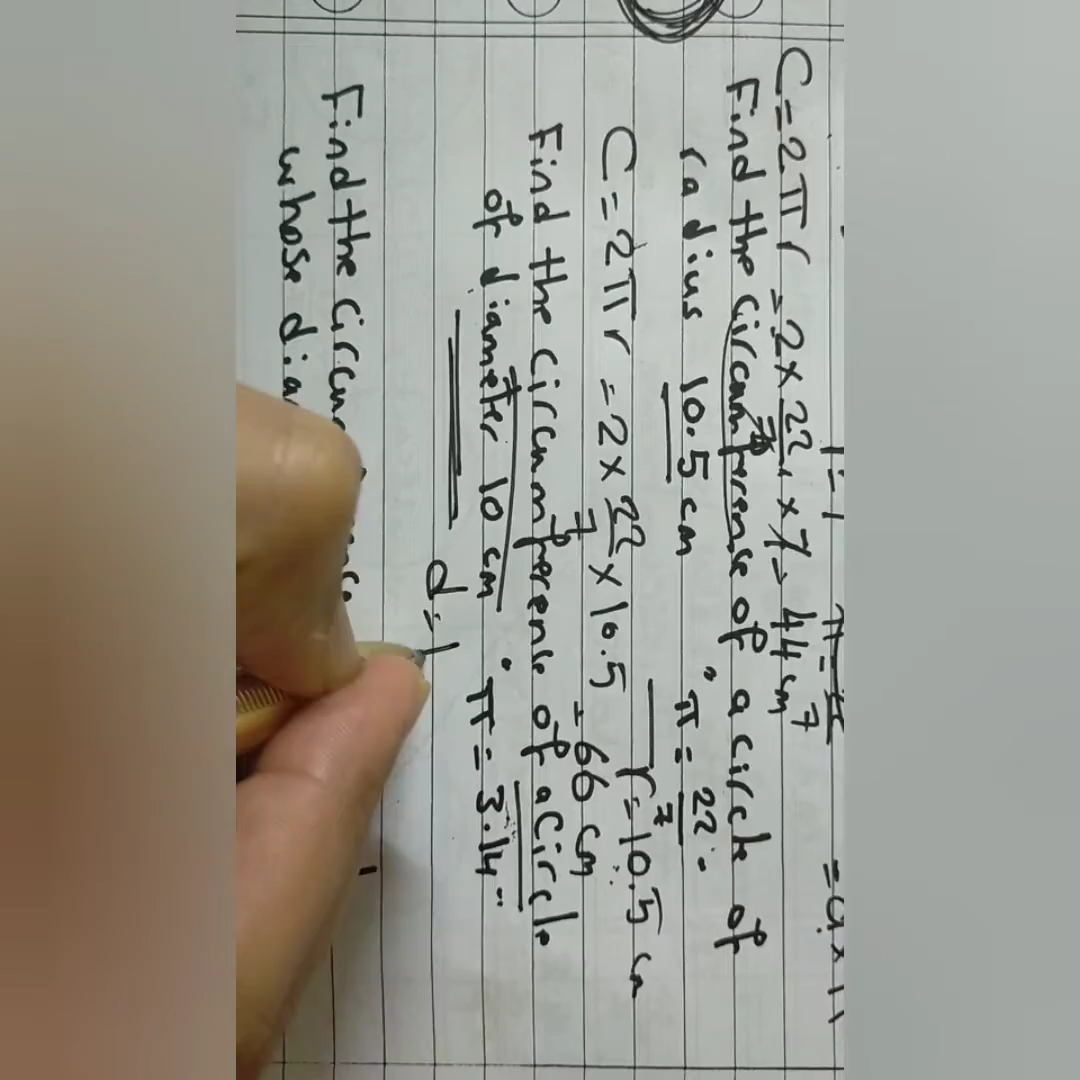 C = 2πr = 2 × 22/7 × 7 = 44 cm
Find the Circumference of a circle of
radius 10.5 cm " π = 22/7 "
r = 10.5 cm
C = 2πr = 2 × 22/7 × 10.5 = 66 cm
Find the Circumference of a Circle
of diameter 10 cm " π = 3.14 "
d = 1
Find the
whose